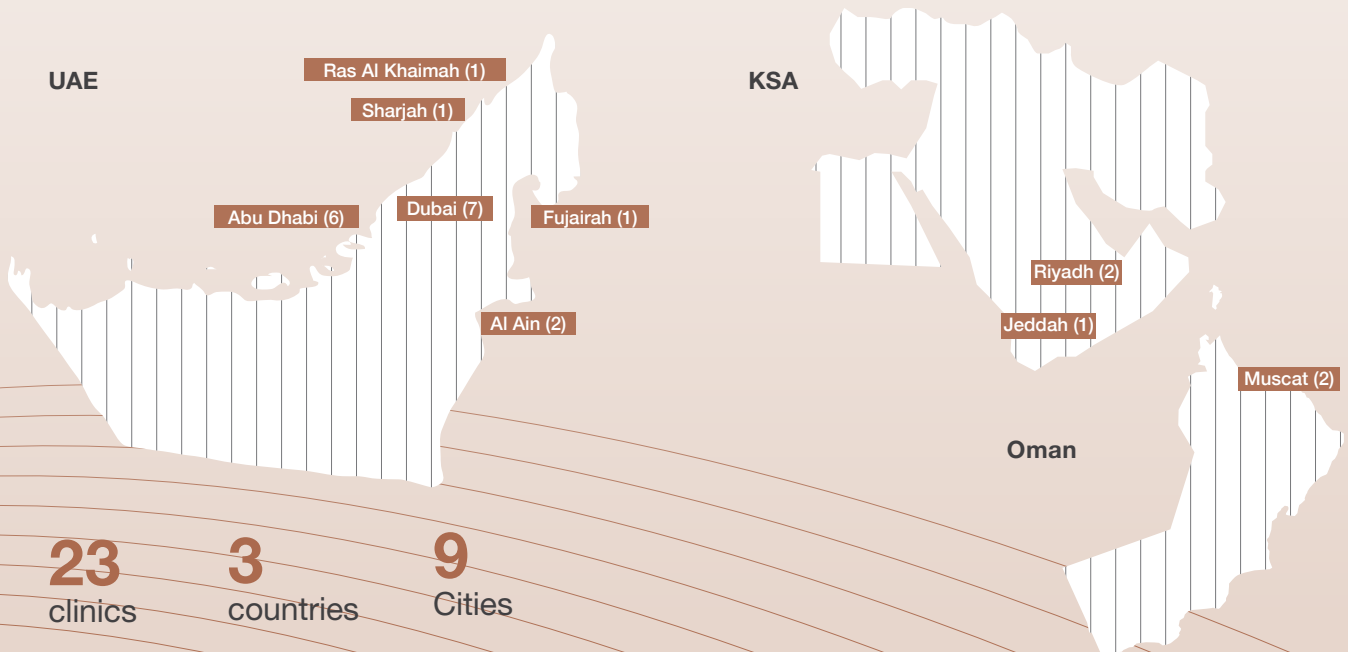 UAE
Ras Al Khaimah (1)
Sharjah (1)
Abu Dhabi (6)
Dubai (7)
Fujairah (1)
Al Ain (2)
KSA
Riyadh (2)
Jeddah (1)
Oman
Muscat (2)
23
clinics
3
countries
9
Cities